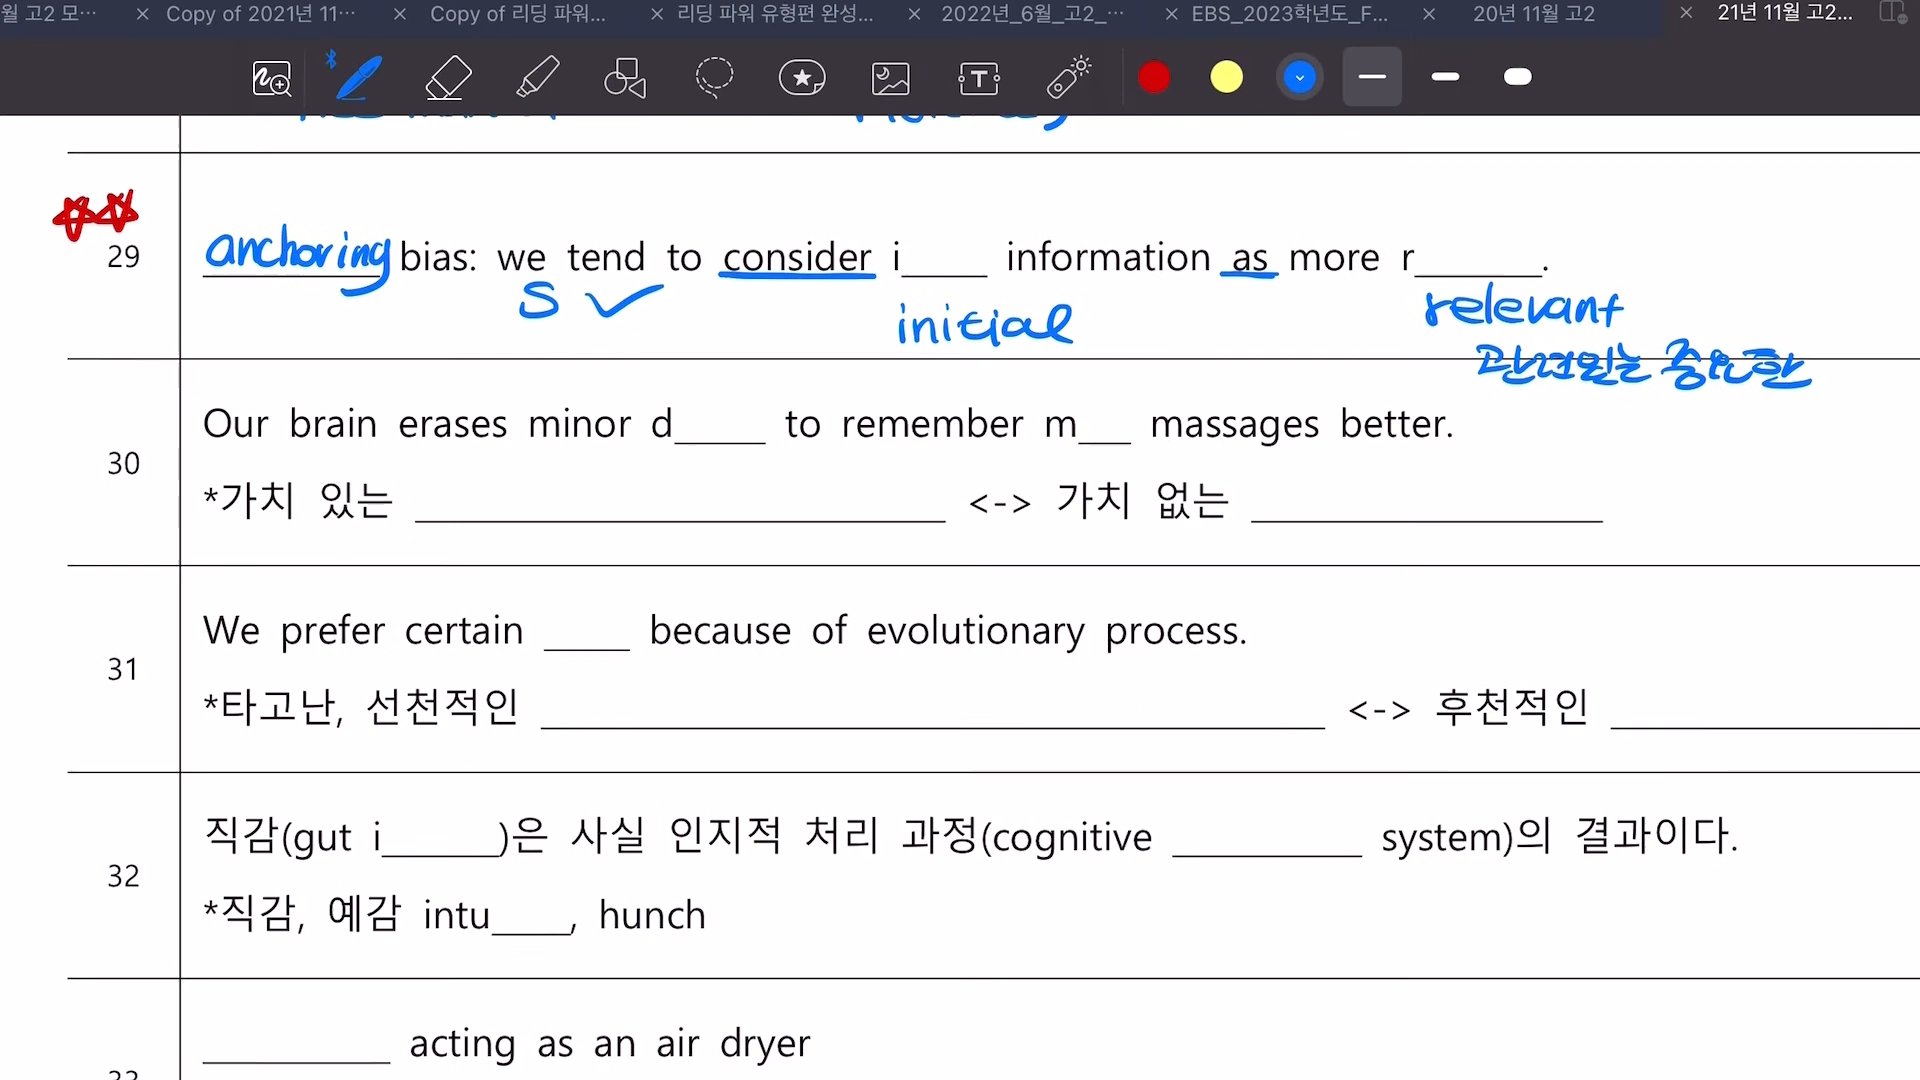 월 고2 모… × Copy of 2021년 11… × Copy of 리딩 파워... × 리딩 파워 유형편 완성... × 2022년_6월_고2_… × EBS_2023학년도_F... × 20년 11월 고2 × 21년 11월 고2...
29 anchoring bias: we tend to consider i____ information as more r______.
S initial relevant
관련있는 중요한
30 Our brain erases minor d____ to remember m__ massages better.
*가치 있는 ____ <-> 가치 없는 ____
31 We prefer certain ____ because of evolutionary process.
*타고난, 선천적인 ____ <-> 후천적인 ____
32 직감(gut i_____)은 사실 인지적 처리 과정(cognitive ____ system)의 결과이다.
*직감, 예감 intu____, hunch
____ acting as an air dryer